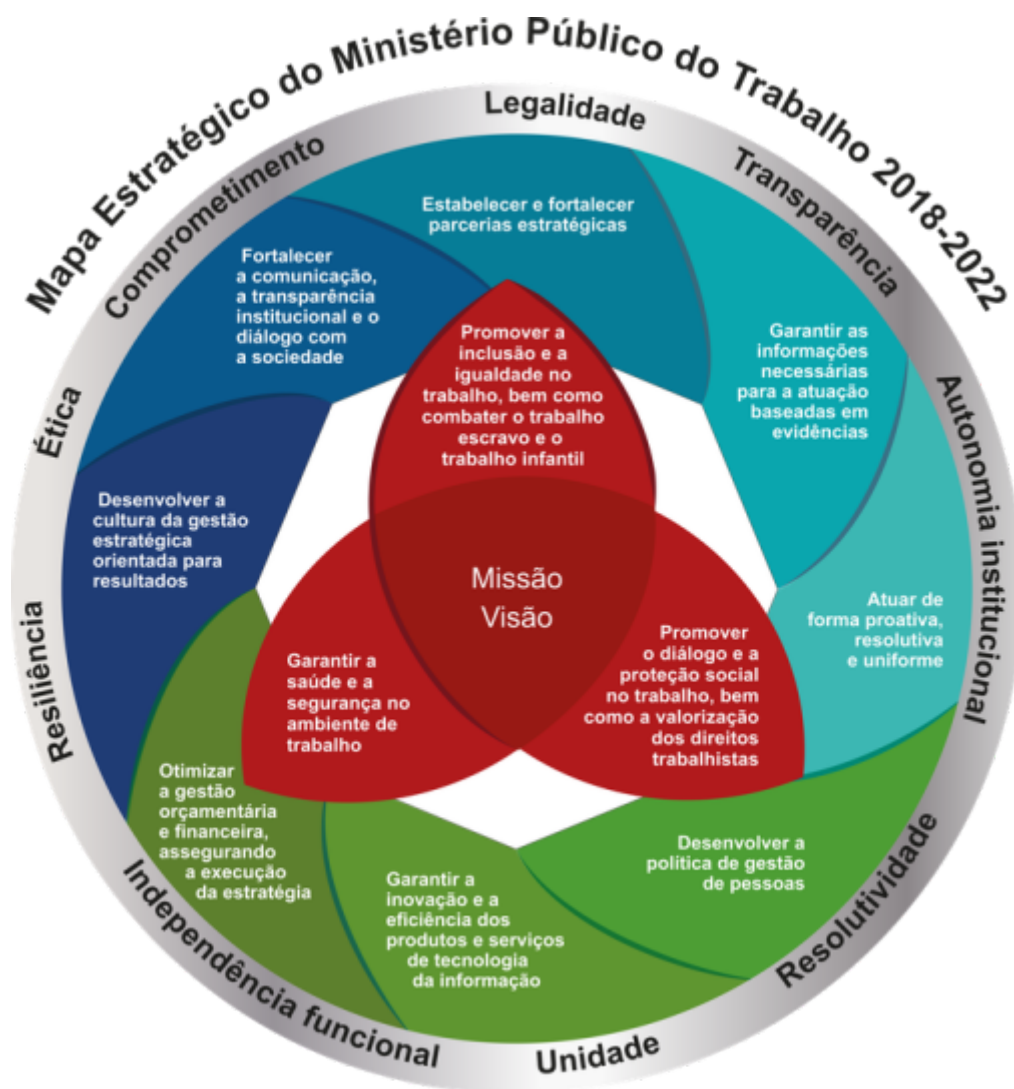 Mapa Estratégico do Ministério Público do Trabalho 2018-2022
Legalidade
Transparência
Autonomia institucional
Resolutividade
Unidade
Independência funcional
Resiliência
Ética
Comprometimento
Estabelecer e fortalecer
parcerias estratégicas
Garantir as
informações
necessárias
para a atuação
baseadas em
evidências
Atuar de
forma proativa,
resolutiva
e uniforme
Desenvolver a
política de gestão
de pessoas
Garantir a
inovação e a
eficiência dos
produtos e serviços
de tecnologia
da informação
Otimizar
a gestão
orçamentária
e financeira,
assegurando
a execução
da estratégia
Desenvolver a
cultura da gestão
estratégica
orientada para
resultados
Fortalecer
a comunicação,
a transparência
institucional e o
diálogo com
a sociedade
Promover a
inclusão e a
igualdade no
trabalho, bem como
combater o trabalho
escravo e o
trabalho infantil
Missão
Visão
Garantir a
saúde e a
segurança no
ambiente de
trabalho
Promover
o diálogo e a
proteção social
no trabalho, bem
como a valorização
dos direitos
trabalhistas